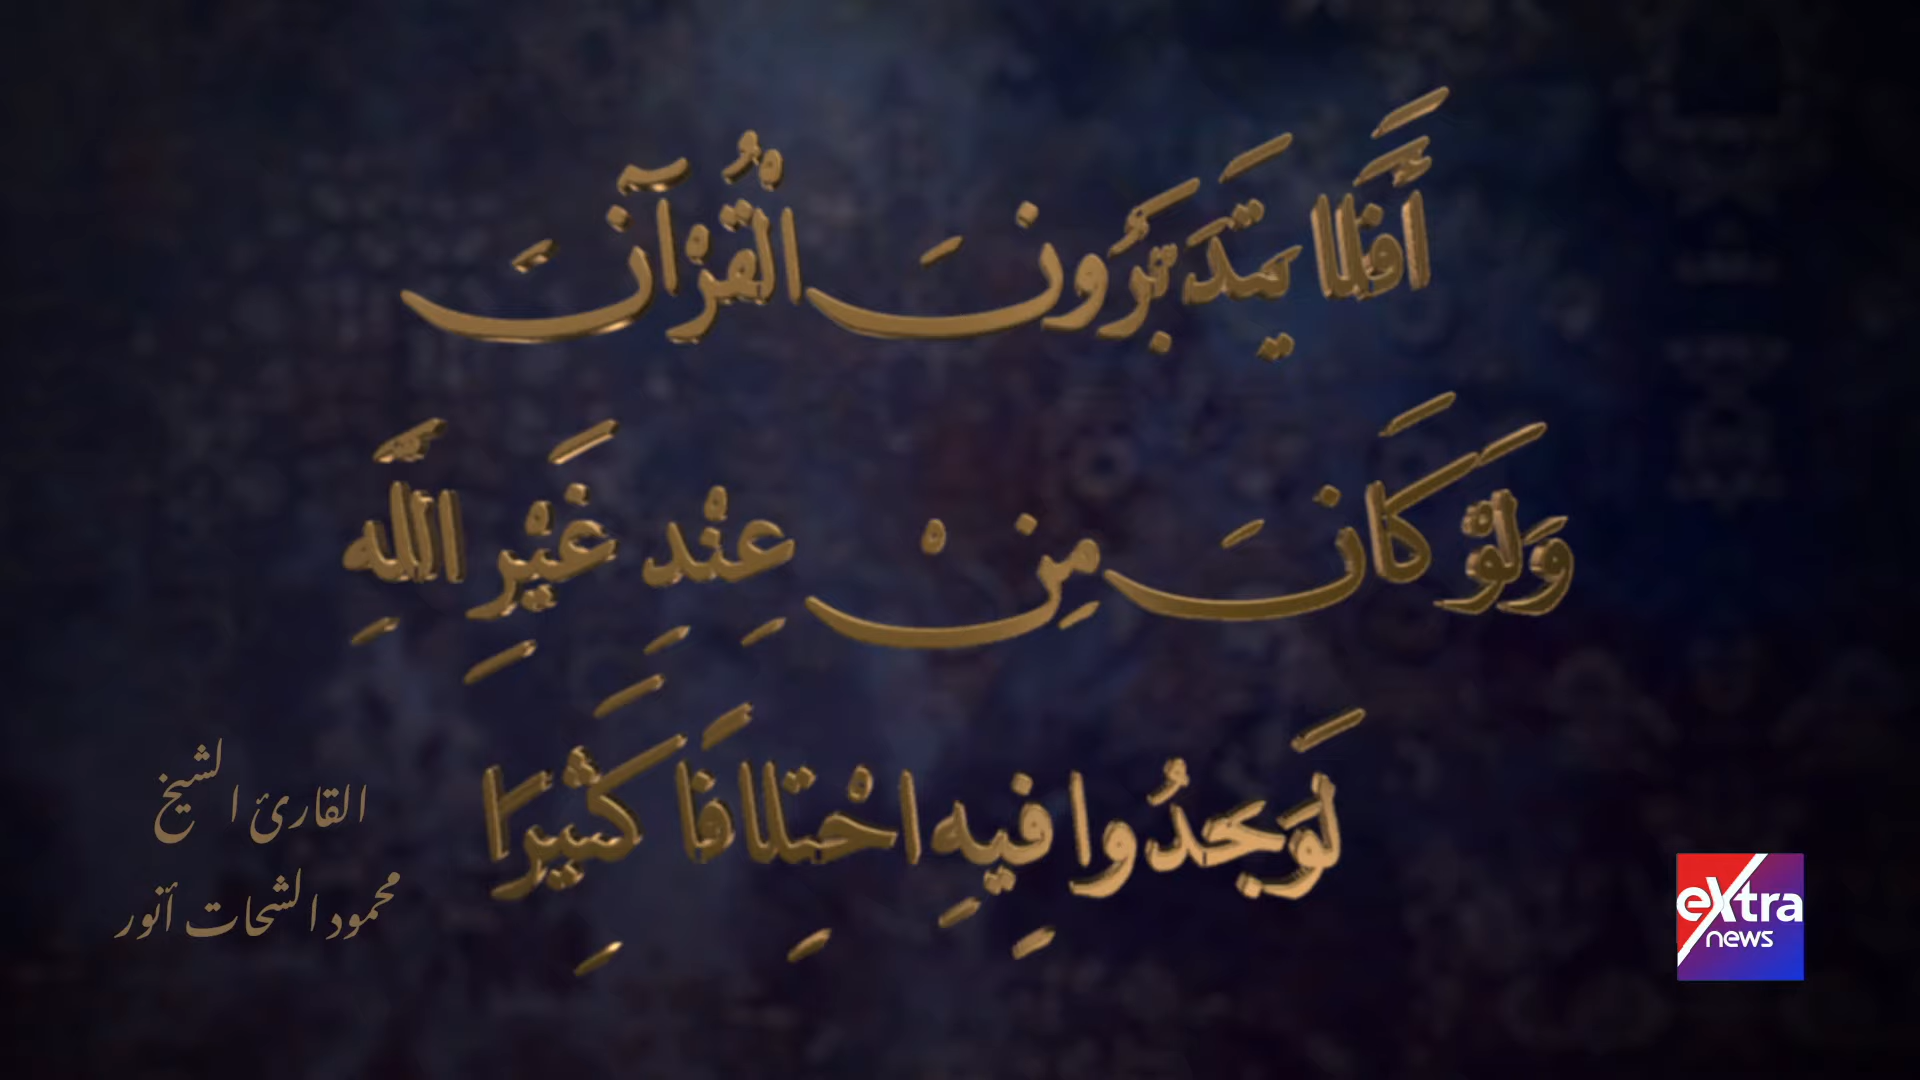 أَفَلَا يَتَدَبَّرُونَ الْقُرْآنَ
وَلَوْ كَانَ مِنْ عِنْدِ غَيْرِ اللَّهِ
لَوَجَدُوا فِيهِ اخْتِلَافًا كَثِيرًا
القارئ الشيخ
محمود الشحات أنور
eXtra
news